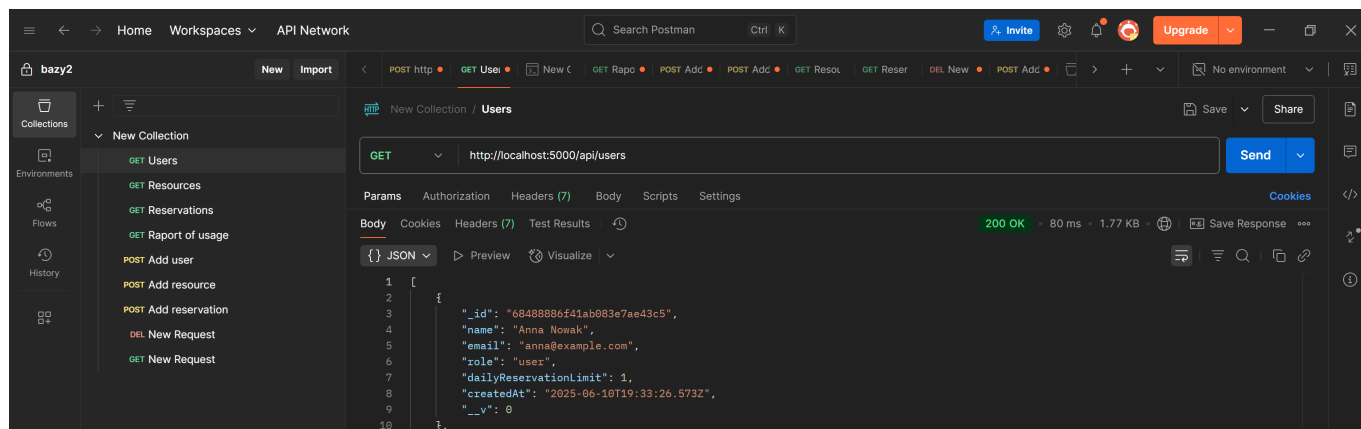 Home Workspaces API Network Search Postman Ctrl K Invite Upgrade
bazy2 New Import POST http GET User New C GET Rapo POST Add POST Add GET Resou GET Reser DEL New POST Add No environment
Collections
Environments
Flows
History
New Collection
GET Users
GET Resources
GET Reservations
GET Raport of usage
POST Add user
POST Add resource
POST Add reservation
DEL New Request
GET New Request
HTTP New Collection / Users Save Share
GET http://localhost:5000/api/users Send
Params Authorization Headers (7) Body Scripts Settings Cookies
Body Cookies Headers (7) Test Results 200 OK 80 ms 1.77 KB Save Response
{} JSON Preview Visualize
1 [
2 {
3 "_id": "68488886f41ab083e7ae43c5",
4 "name": "Anna Nowak",
5 "email": "anna@example.com",
6 "role": "user",
7 "dailyReservationLimit": 1,
8 "createdAt": "2025-06-10T19:33:26.573Z",
9 "__v": 0
10 },